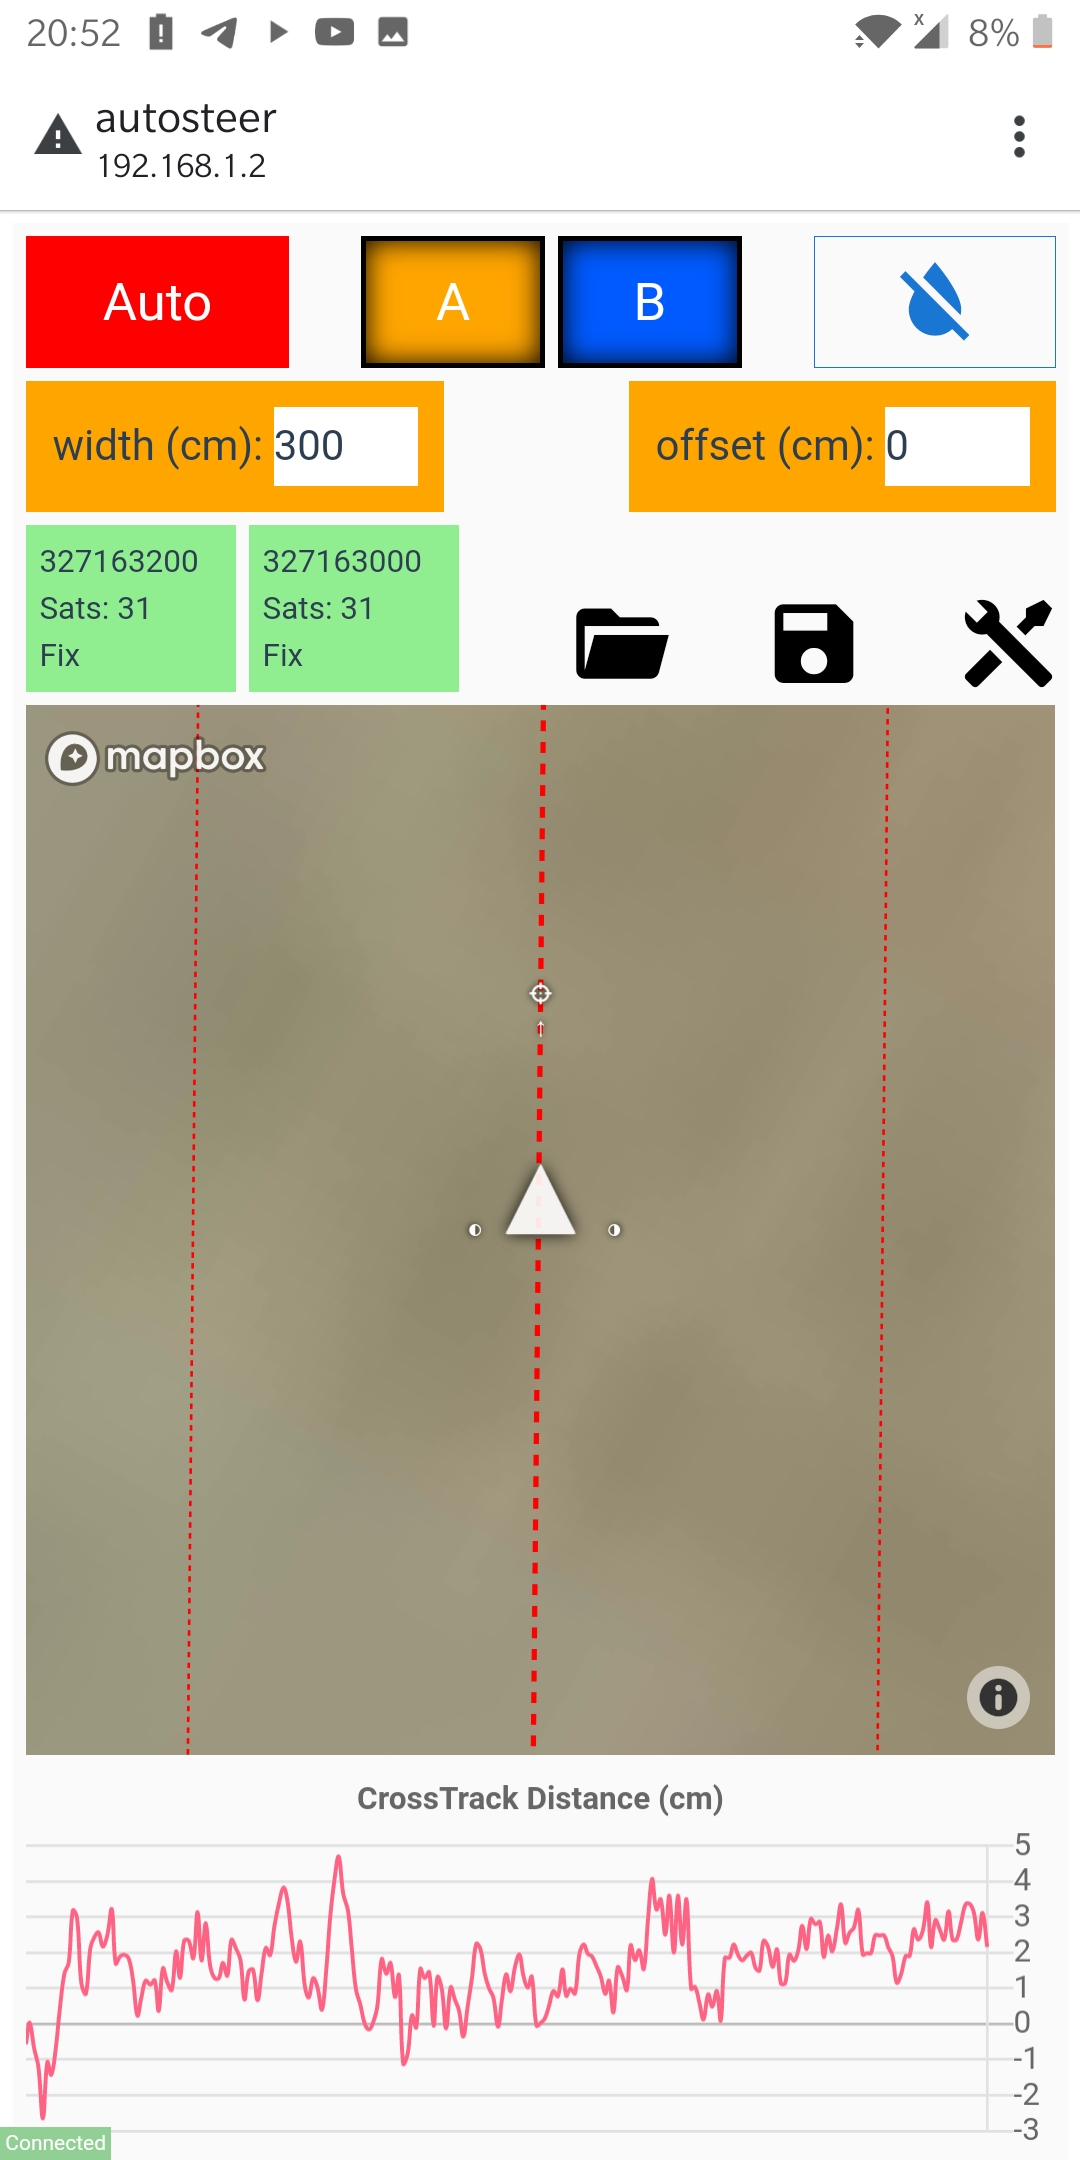 20:52
8%
autosteer
192.168.1.2
Auto
A
B
width (cm): 300
offset (cm): 0
327163200
Sats: 31
Fix
327163000
Sats: 31
Fix
mapbox
CrossTrack Distance (cm)
5
4
3
2
1
0
-1
-2
-3
Connected